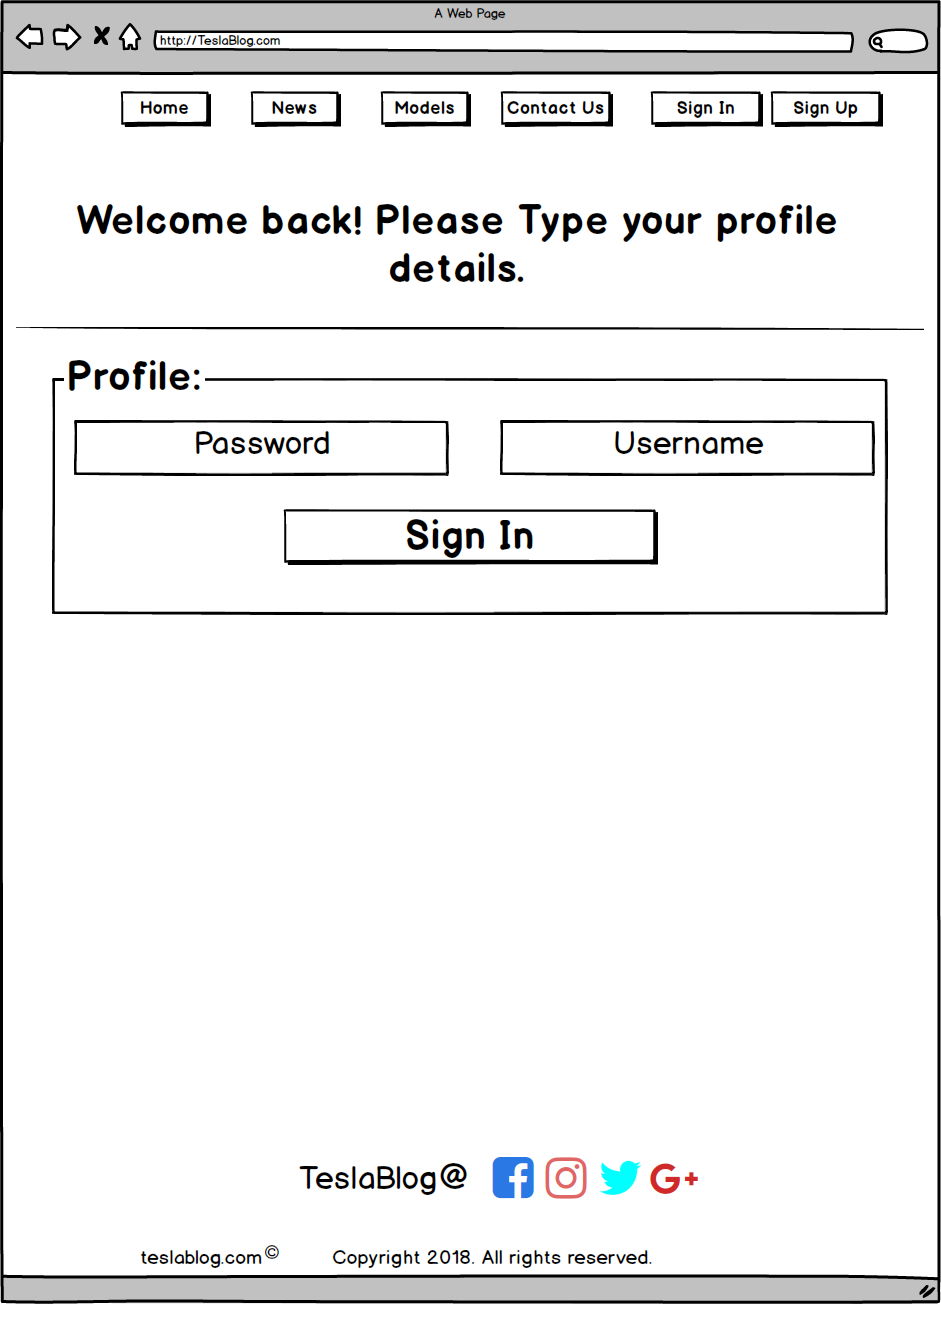 A Web Page
http://TeslaBlog.com
Home News Models Contact Us Sign In Sign Up
Welcome back! Please Type your profile
details.
Profile:
Password Username
Sign In
TeslaBlog@ G+
teslablog.com© Copyright 2018. All rights reserved.